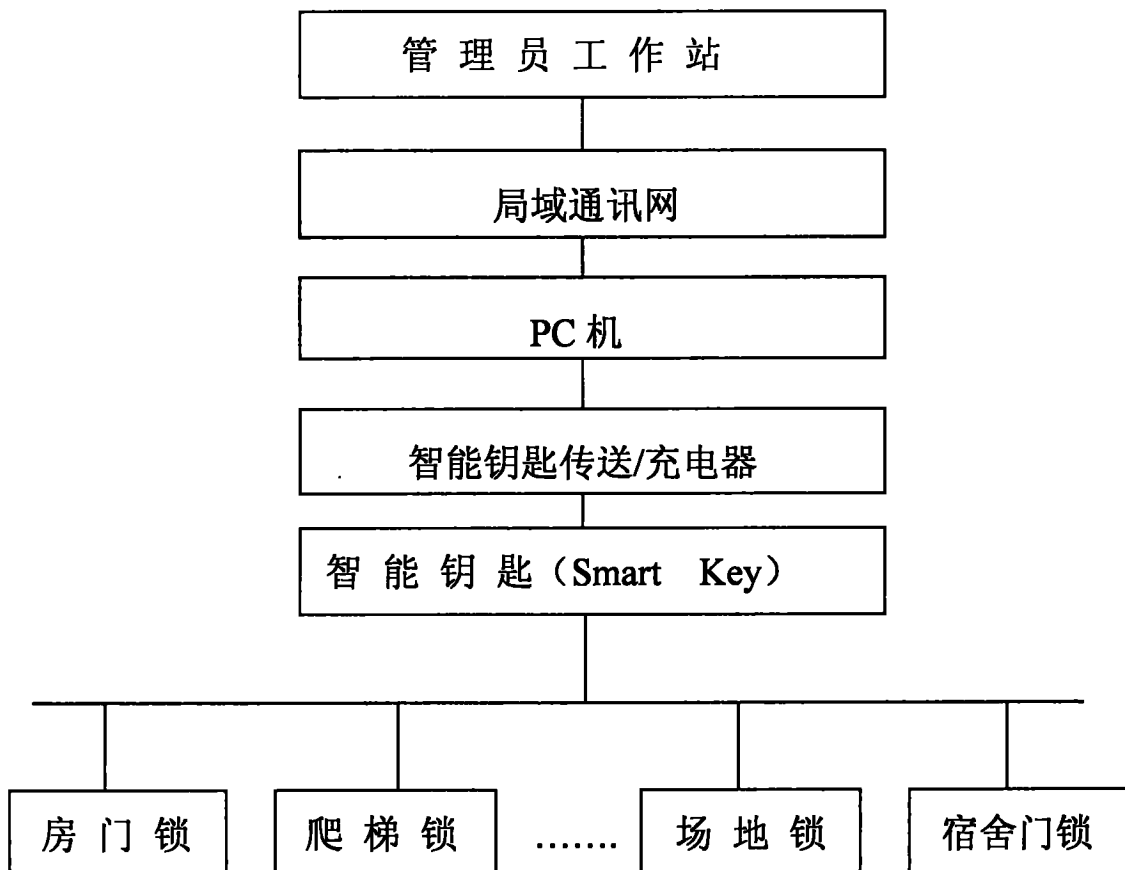 管理员工作站
局域通讯网
PC 机
智能钥匙传送/充电器
智能钥匙（Smart Key）
房门锁 爬梯锁 ....... 场地锁 宿舍门锁